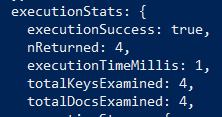 executionStats: {
executionSuccess: true,
nReturned: 4,
executionTimeMillis: 1,
totalKeysExamined: 4,
totalDocsExamined: 4,